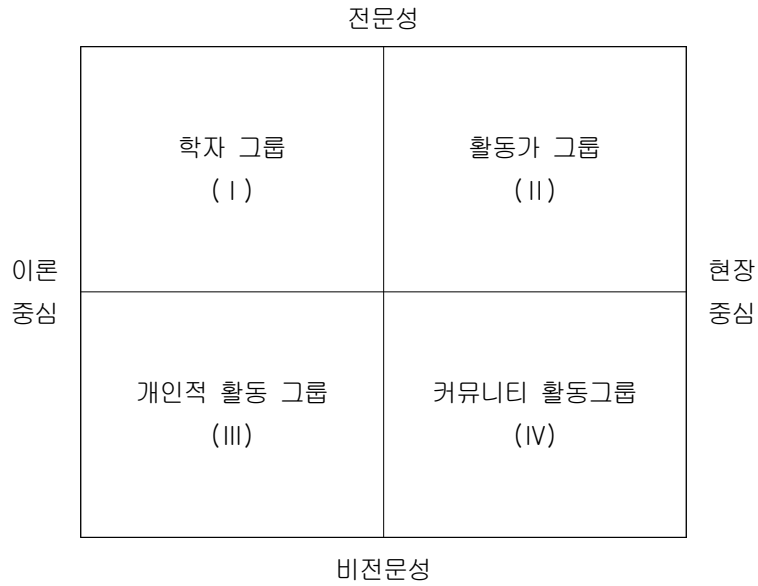 전문성
학자 그룹
(Ⅰ)
활동가 그룹
(Ⅱ)
이론
중심
현장
중심
개인적 활동 그룹
(Ⅲ)
커뮤니티 활동그룹
(Ⅳ)
비전문성